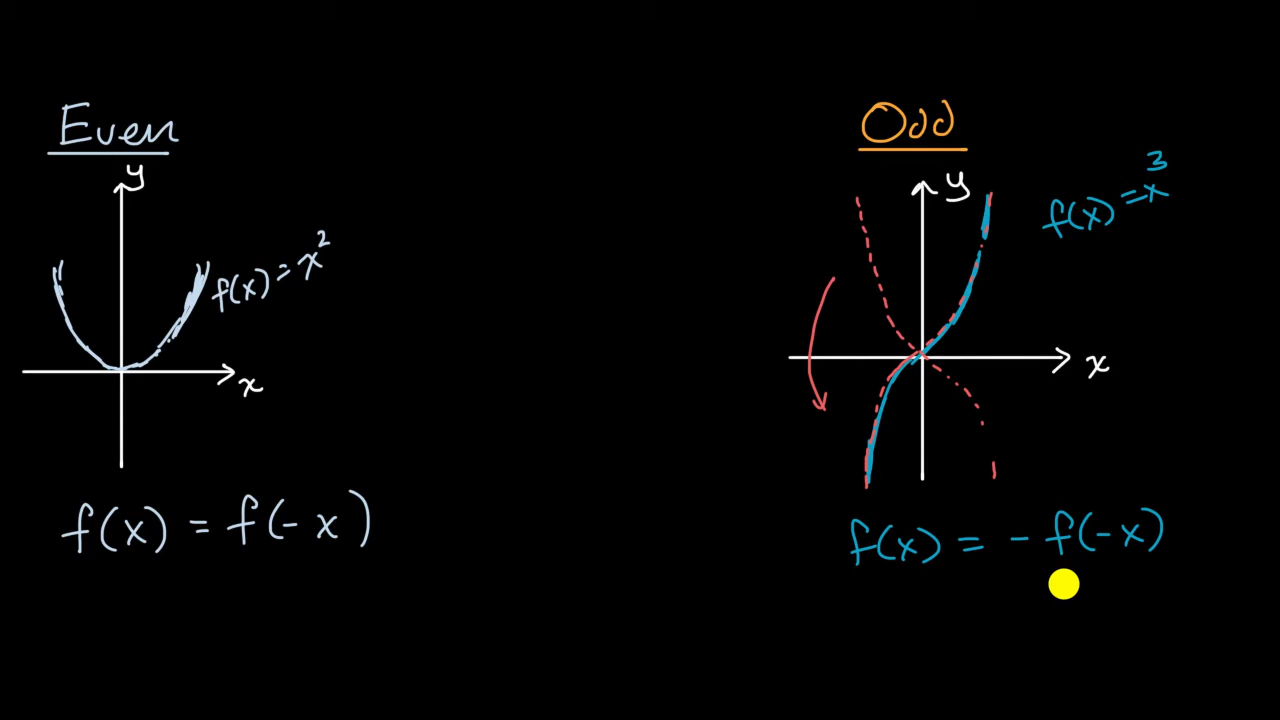 Even
y
f(x) = x²
x
f(x) = f(-x)
Odd
y
f(x) = x³
x
f(x) = - f(-x)